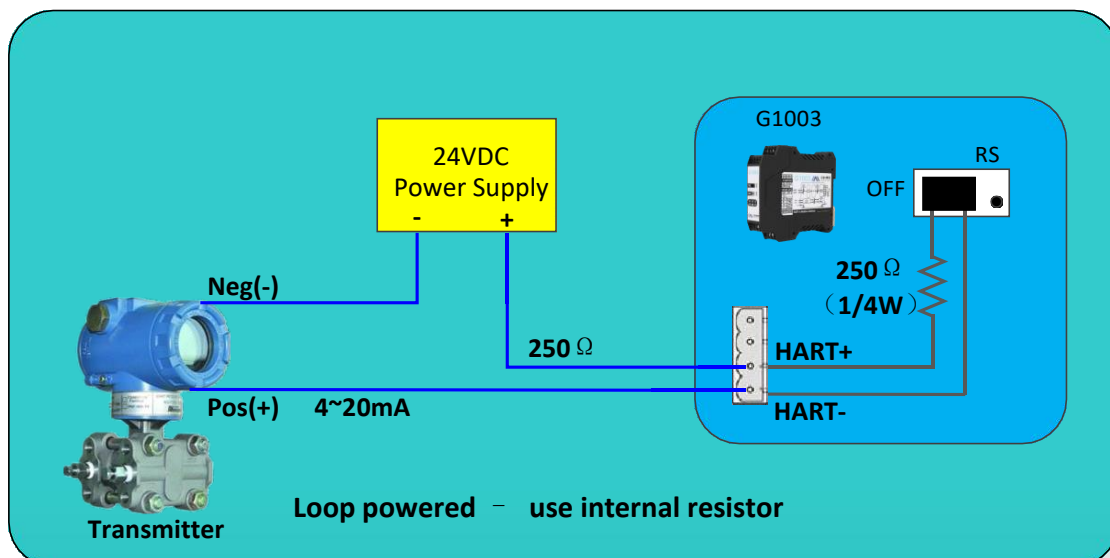 G1003
RS
OFF
24VDC
Power Supply
- +
Neg(-)
250Ω
（1/4W）
250Ω
HART+
Pos(+) 4~20mA
HART-
Loop powered － use internal resistor
Transmitter